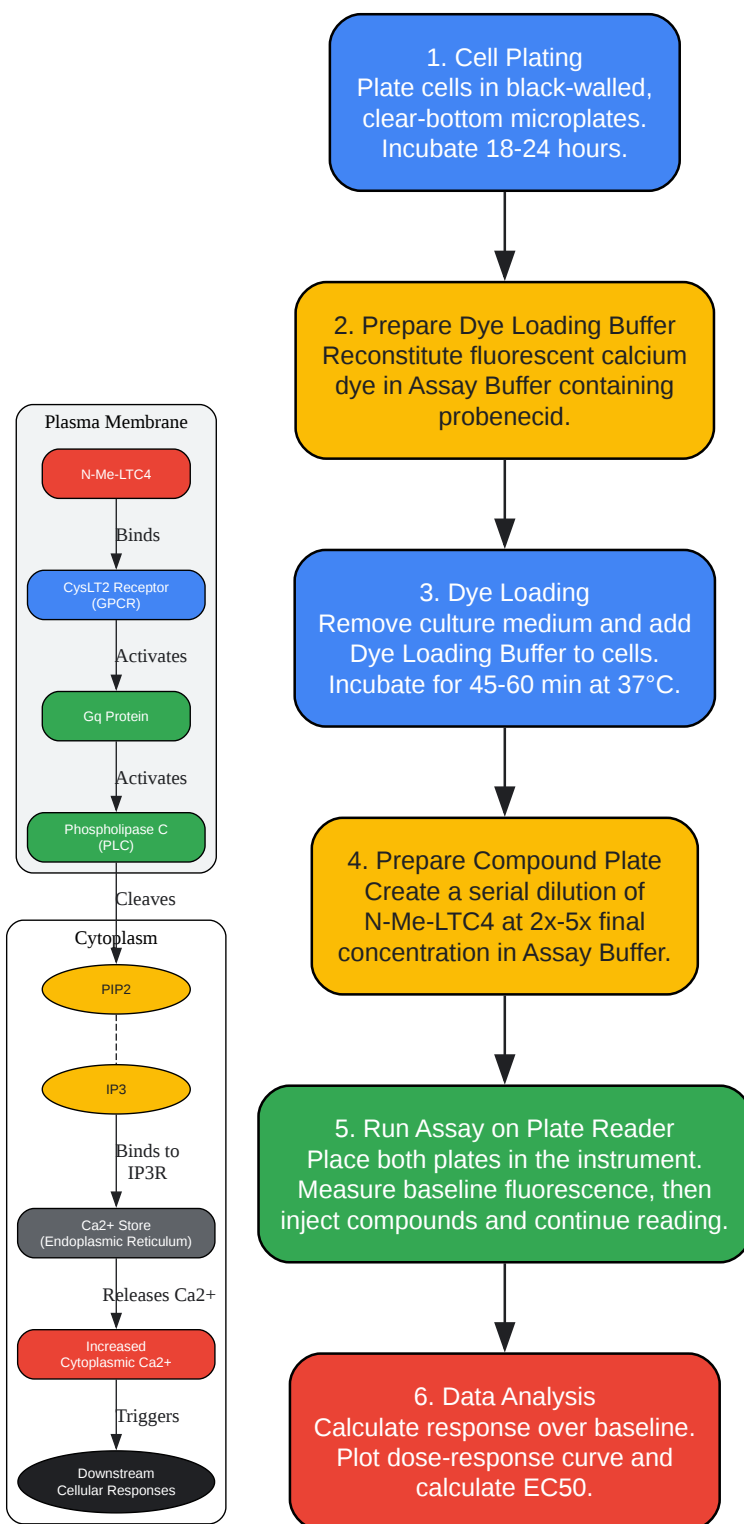 1. Cell Plating
Plate cells in black-walled,
clear-bottom microplates.
Incubate 18-24 hours.
2. Prepare Dye Loading Buffer
Reconstitute fluorescent calcium
dye in Assay Buffer containing
probenecid.
3. Dye Loading
Remove culture medium and add
Dye Loading Buffer to cells.
Incubate for 45-60 min at 37°C.
4. Prepare Compound Plate
Create a serial dilution of
N-Me-LTC4 at 2x-5x final
concentration in Assay Buffer.
5. Run Assay on Plate Reader
Place both plates in the instrument.
Measure baseline fluorescence, then
inject compounds and continue reading.
6. Data Analysis
Calculate response over baseline.
Plot dose-response curve and
calculate EC50.
Plasma Membrane
N-Me-LTC4
Binds
CysLT2 Receptor
(GPCR)
Activates
Gq Protein
Activates
Phospholipase C
(PLC)
Cleaves
Cytoplasm
PIP2
IP3
Binds to
IP3R
Ca2+ Store
(Endoplasmic Reticulum)
Releases Ca2+
Increased
Cytoplasmic Ca2+
Triggers
Downstream
Cellular Responses